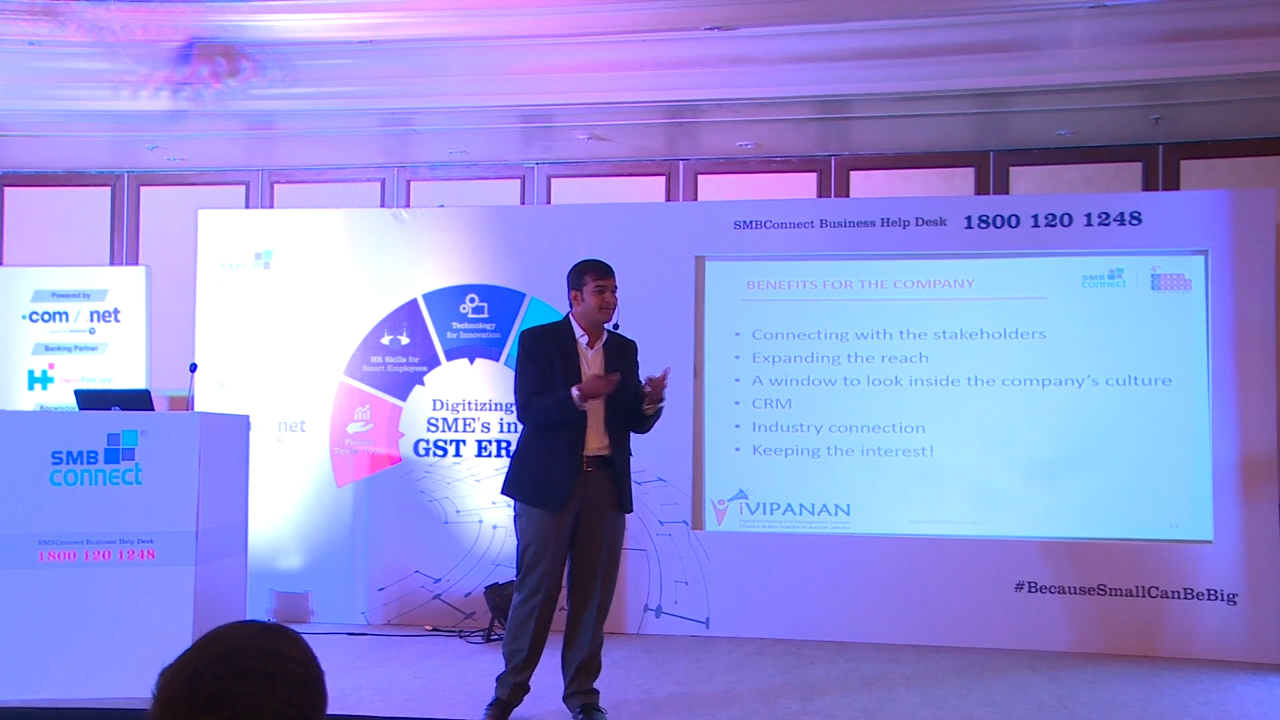 SMBConnect Business Help Desk 1800 120 1248
Powered by
.com / .net
Banking Partner
SMB
connect
SMBConnect Business Help Desk
1800 120 1248
net
Technology
for Innovation
HR Skills for
Smart Employees
Digitizing
SME's in
GST ER
BENEFITS FOR THE COMPANY
SMB
connect
• Connecting with the stakeholders
• Expanding the reach
• A window to look inside the company's culture
• CRM
• Industry connection
• Keeping the interest!
iVIPANAN
#BecauseSmallCanBeBig